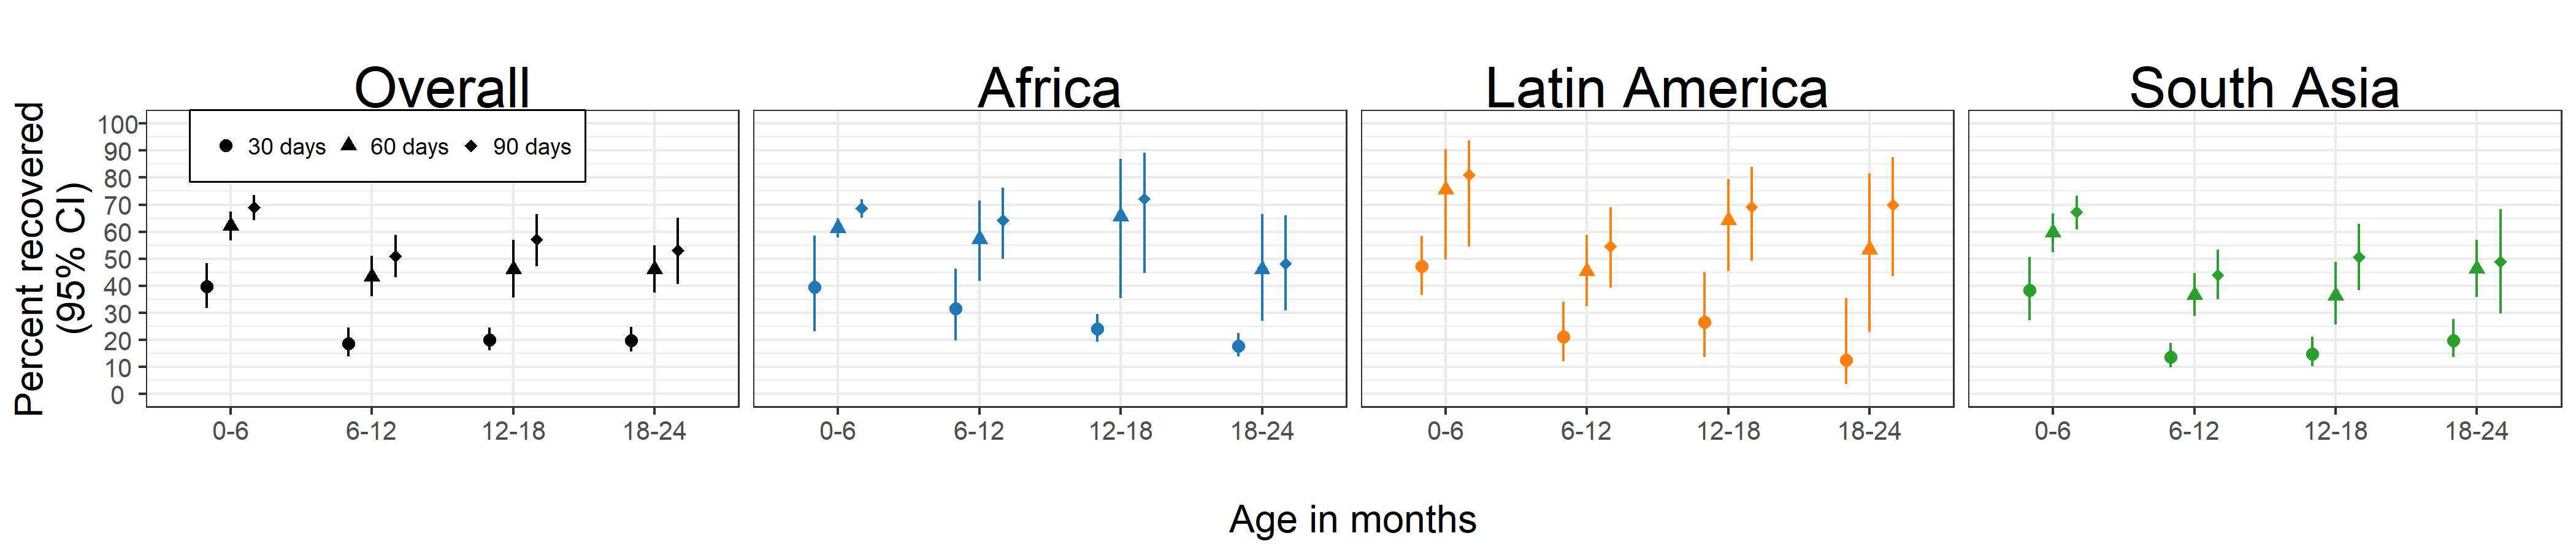 Overall
Africa
Latin America
South Asia
Percent recovered
(95% CI)
30 days
60 days
90 days
100
90
80
70
60
50
40
30
20
10
0
0-6
6-12
12-18
18-24
0-6
6-12
12-18
18-24
0-6
6-12
12-18
18-24
0-6
6-12
12-18
18-24
Age in months